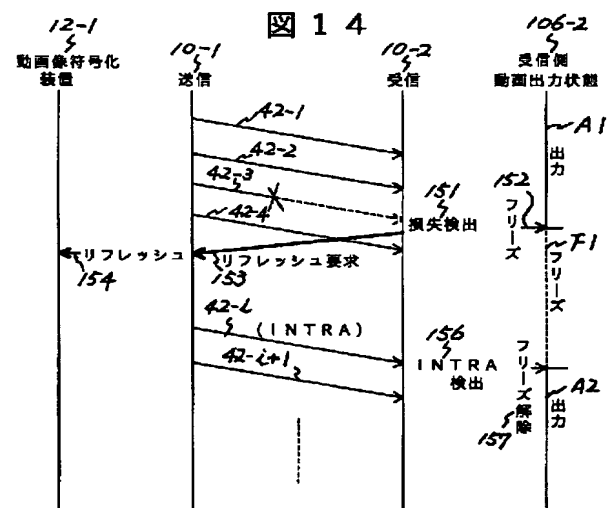 図14
12-1
動画像符号化
装置
10-1
送信
10-2
受信
106-2
受信側
動画出力状態
42-1
A1
出力
42-2
42-3
151
損失検出
152
フリーズ
42-4
F1
フリーズ
リフレッシュ
154
リフレッシュ要求
153
42-i
(INTRA)
156
INTRA
検出
42-i+1
フリーズ解除
157
A2
出力